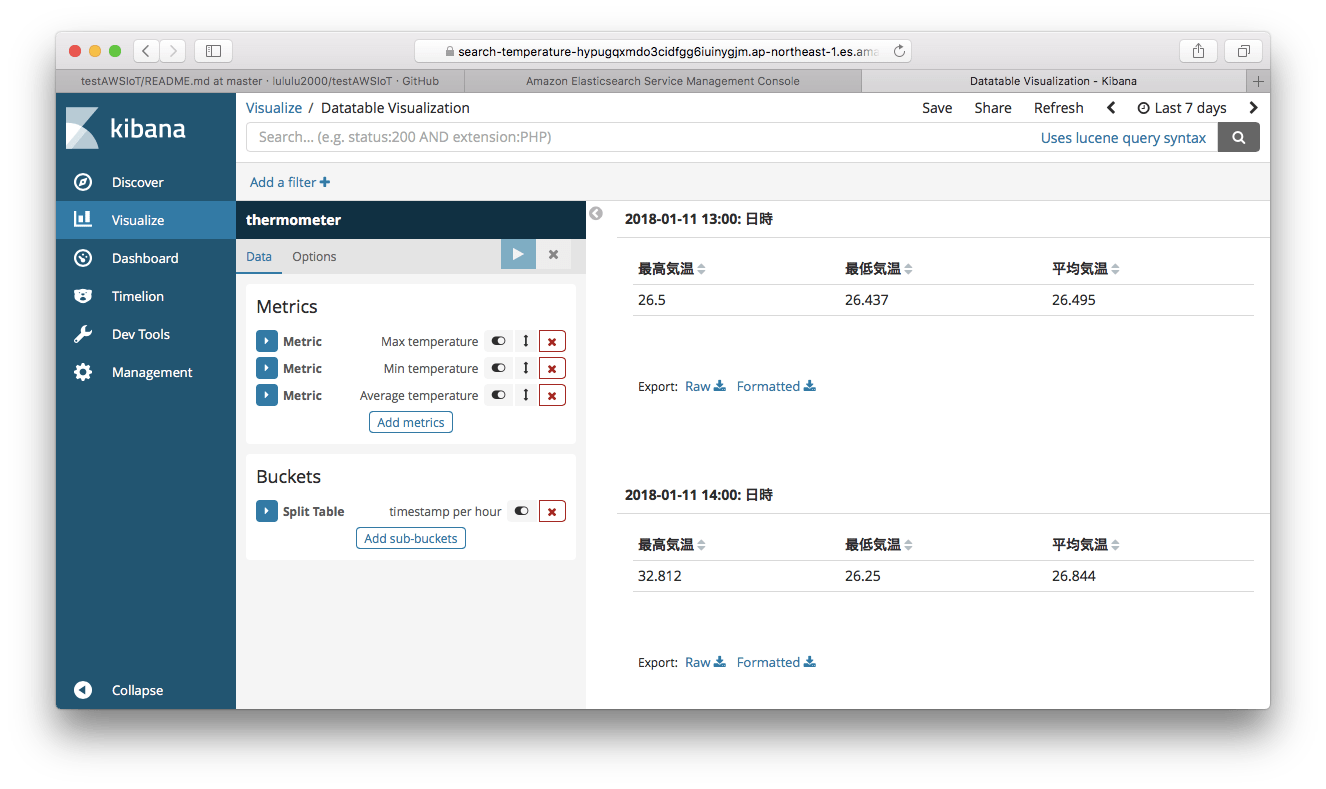 search-temperature-hypugqxmdo3cidfgg6iuinygjm.ap-northeast-1.es.ama
testAWSIoT/README.md at master · lululu2000/testAWSIoT · GitHub
Amazon Elasticsearch Service Management Console
Datatable Visualization - Kibana
kibana
Discover
Visualize
Dashboard
Timelion
Dev Tools
Management
Collapse
Visualize / Datatable Visualization
Save Share Refresh Last 7 days
Search... (e.g. status:200 AND extension:PHP)
Uses lucene query syntax
Add a filter
thermometer
Data Options
Metrics
Metric Max temperature
Metric Min temperature
Metric Average temperature
Add metrics
Buckets
Split Table timestamp per hour
Add sub-buckets
2018-01-11 13:00: 日時
最高気温 最低気温 平均気温
26.5 26.437 26.495
Export: Raw Formatted
2018-01-11 14:00: 日時
最高気温 最低気温 平均気温
32.812 26.25 26.844
Export: Raw Formatted